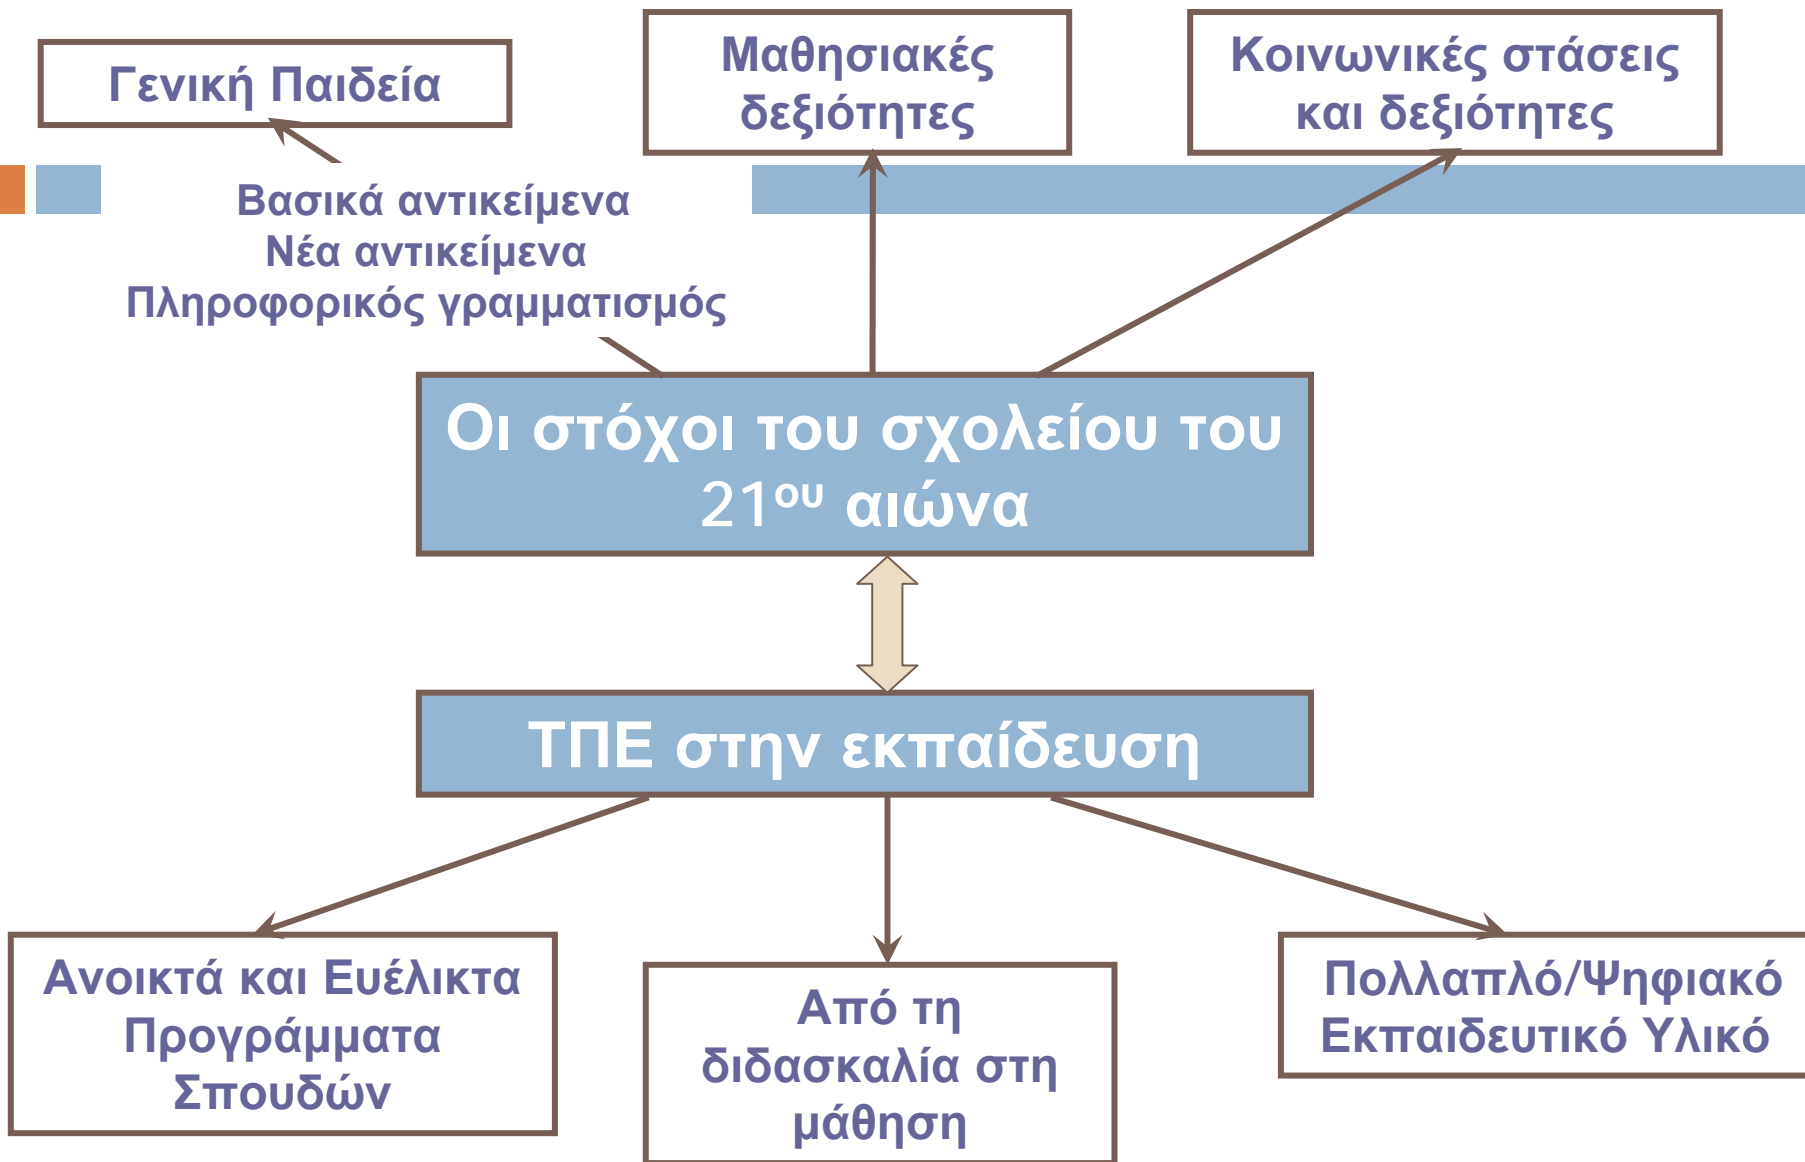 Γενική Παιδεία
Μαθησιακές
δεξιότητες
Κοινωνικές στάσεις
και δεξιότητες
Βασικά αντικείμενα
Νέα αντικείμενα
Πληροφορικός γραμματισμός
Οι στόχοι του σχολείου του
21ου αιώνα
ΤΠΕ στην εκπαίδευση
Ανοικτά και Ευέλικτα
Προγράμματα
Σπουδών
Από τη
διδασκαλία στη
μάθηση
Πολλαπλό/Ψηφιακό
Εκπαιδευτικό Υλικό